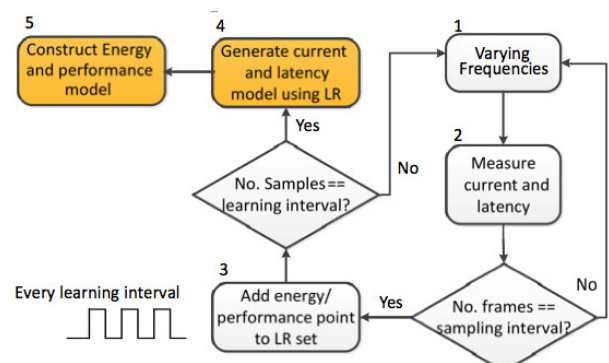 5
Construct Energy
and performance
model
4
Generate current
and latency
model using LR
1
Varying
Frequencies
Yes
No
2
Measure
current and
latency
No. Samples==
learning interval?
3
Add energy/
performance point
to LR set
Yes
No. frames ==
sampling interval?
No
Every learning interval